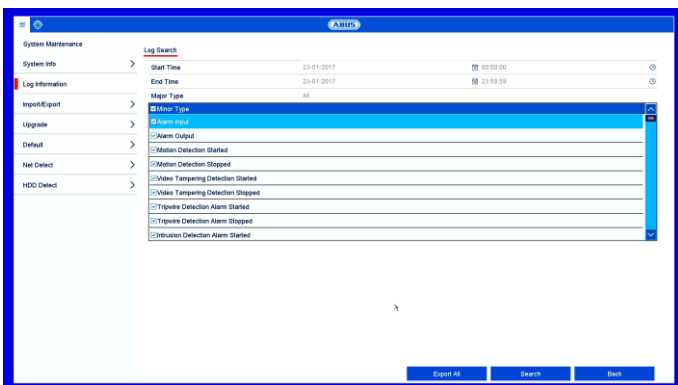 ABUS
System Maintenance
System Info
Log Information
Import/Export
Upgrade
Default
Net Detect
HDD Detect
Log Search
Start Time 23-01-2017 00:00:00
End Time 23-01-2017 23:59:59
Major Type All
Minor Type
Alarm Input
Alarm Output
Motion Detection Started
Motion Detection Stopped
Video Tampering Detection Started
Video Tampering Detection Stopped
Tripwire Detection Alarm Started
Tripwire Detection Alarm Stopped
Intrusion Detection Alarm Started
Export All Search Back